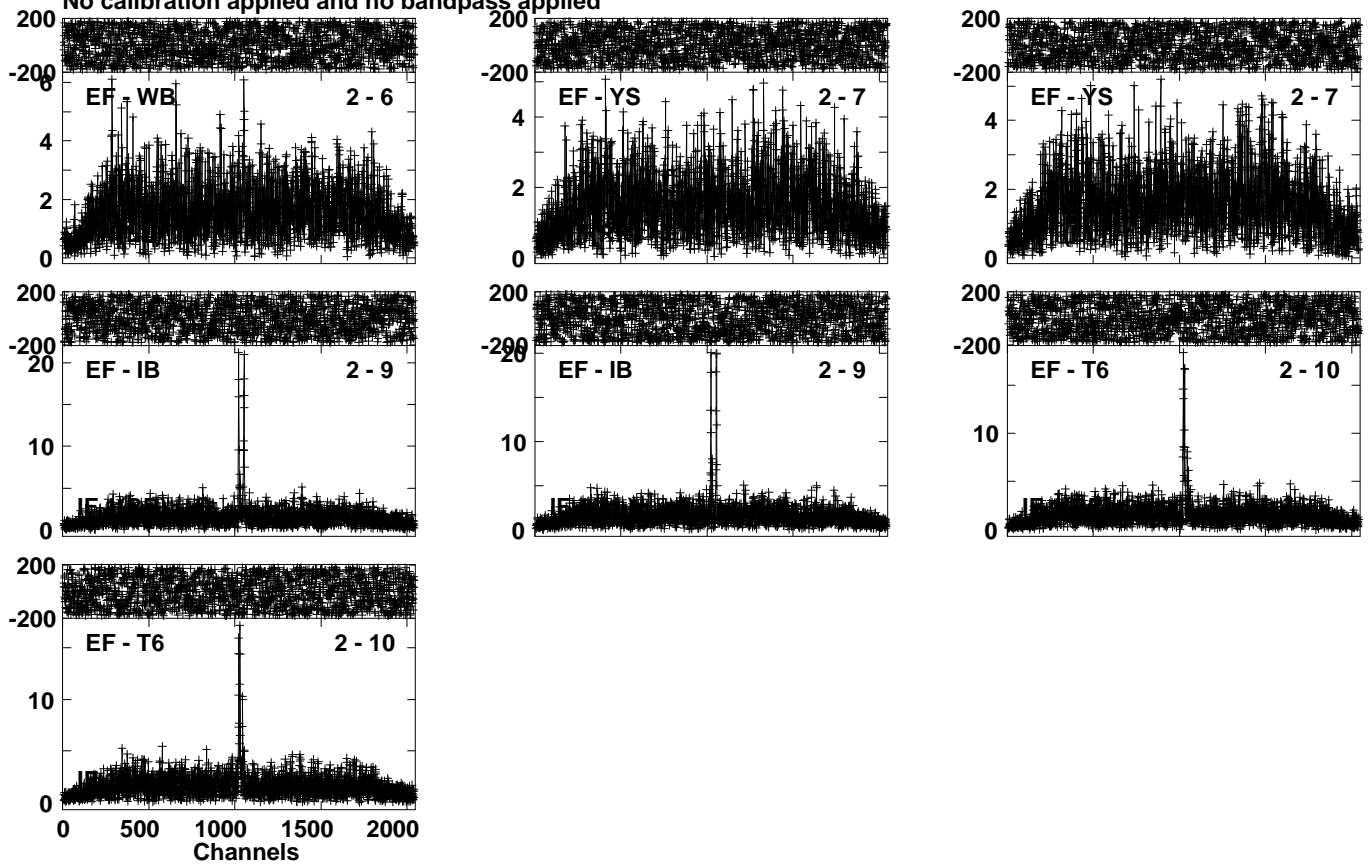 No calibration applied and no bandpass applied
200 200 200
-200 -200 -200
6
EF - WB 2 - 6 EF - YS 2 - 7 EF - YS 2 - 7
4 4 4
2 2 2
0 0 0
200 200 200
-200 -200 -200
20 20
EF - IB 2 - 9 EF - IB 2 - 9 EF - T6 2 - 10
10 10 10
IF IF
0 0 0
200
-200
EF - T6 2 - 10
10
0
0 500 1000 1500 2000
Channels